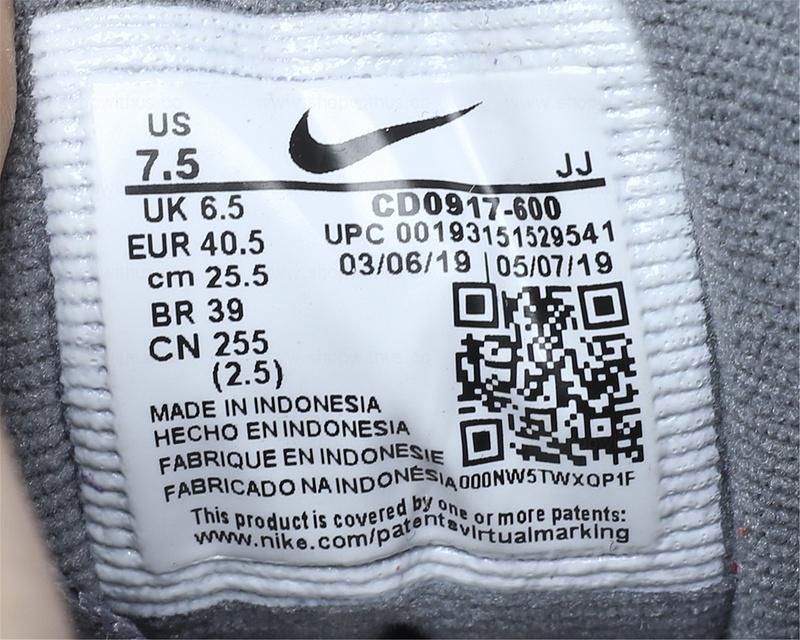 US
7.5
JJ
UK 6.5
EUR 40.5
cm 25.5
BR 39
CN 255
(2.5)
CD0917-600
UPC 00193151529541
03/06/19 | 05/07/19
MADE IN INDONESIA
HECHO EN INDONESIA
FABRIQUE EN INDONESIE
FABRICADO NA INDONÉSIA
000NW5TWXQP1F
This product is covered by one or more patents:
www.nike.com/patentsvirtualmarking